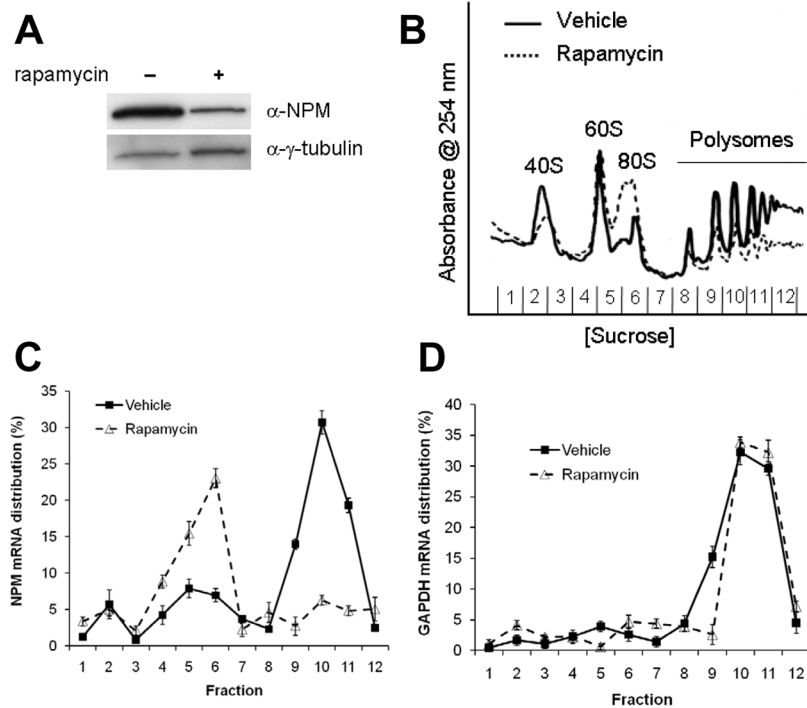 A
rapamycin – +
α-NPM
α-γ-tubulin
B
Vehicle
Rapamycin
Absorbance @ 254 nm
40S
60S
80S
Polysomes
1 2 3 4 5 6 7 8 9 10 11 12
[Sucrose]
C
NPM mRNA distribution (%)
35
30
25
20
15
10
5
0
Vehicle
Rapamycin
1 2 3 4 5 6 7 8 9 10 11 12
Fraction
D
GAPDH mRNA distribution (%)
40
35
30
25
20
15
10
5
0
Vehicle
Rapamycin
1 2 3 4 5 6 7 8 9 10 11 12
Fraction